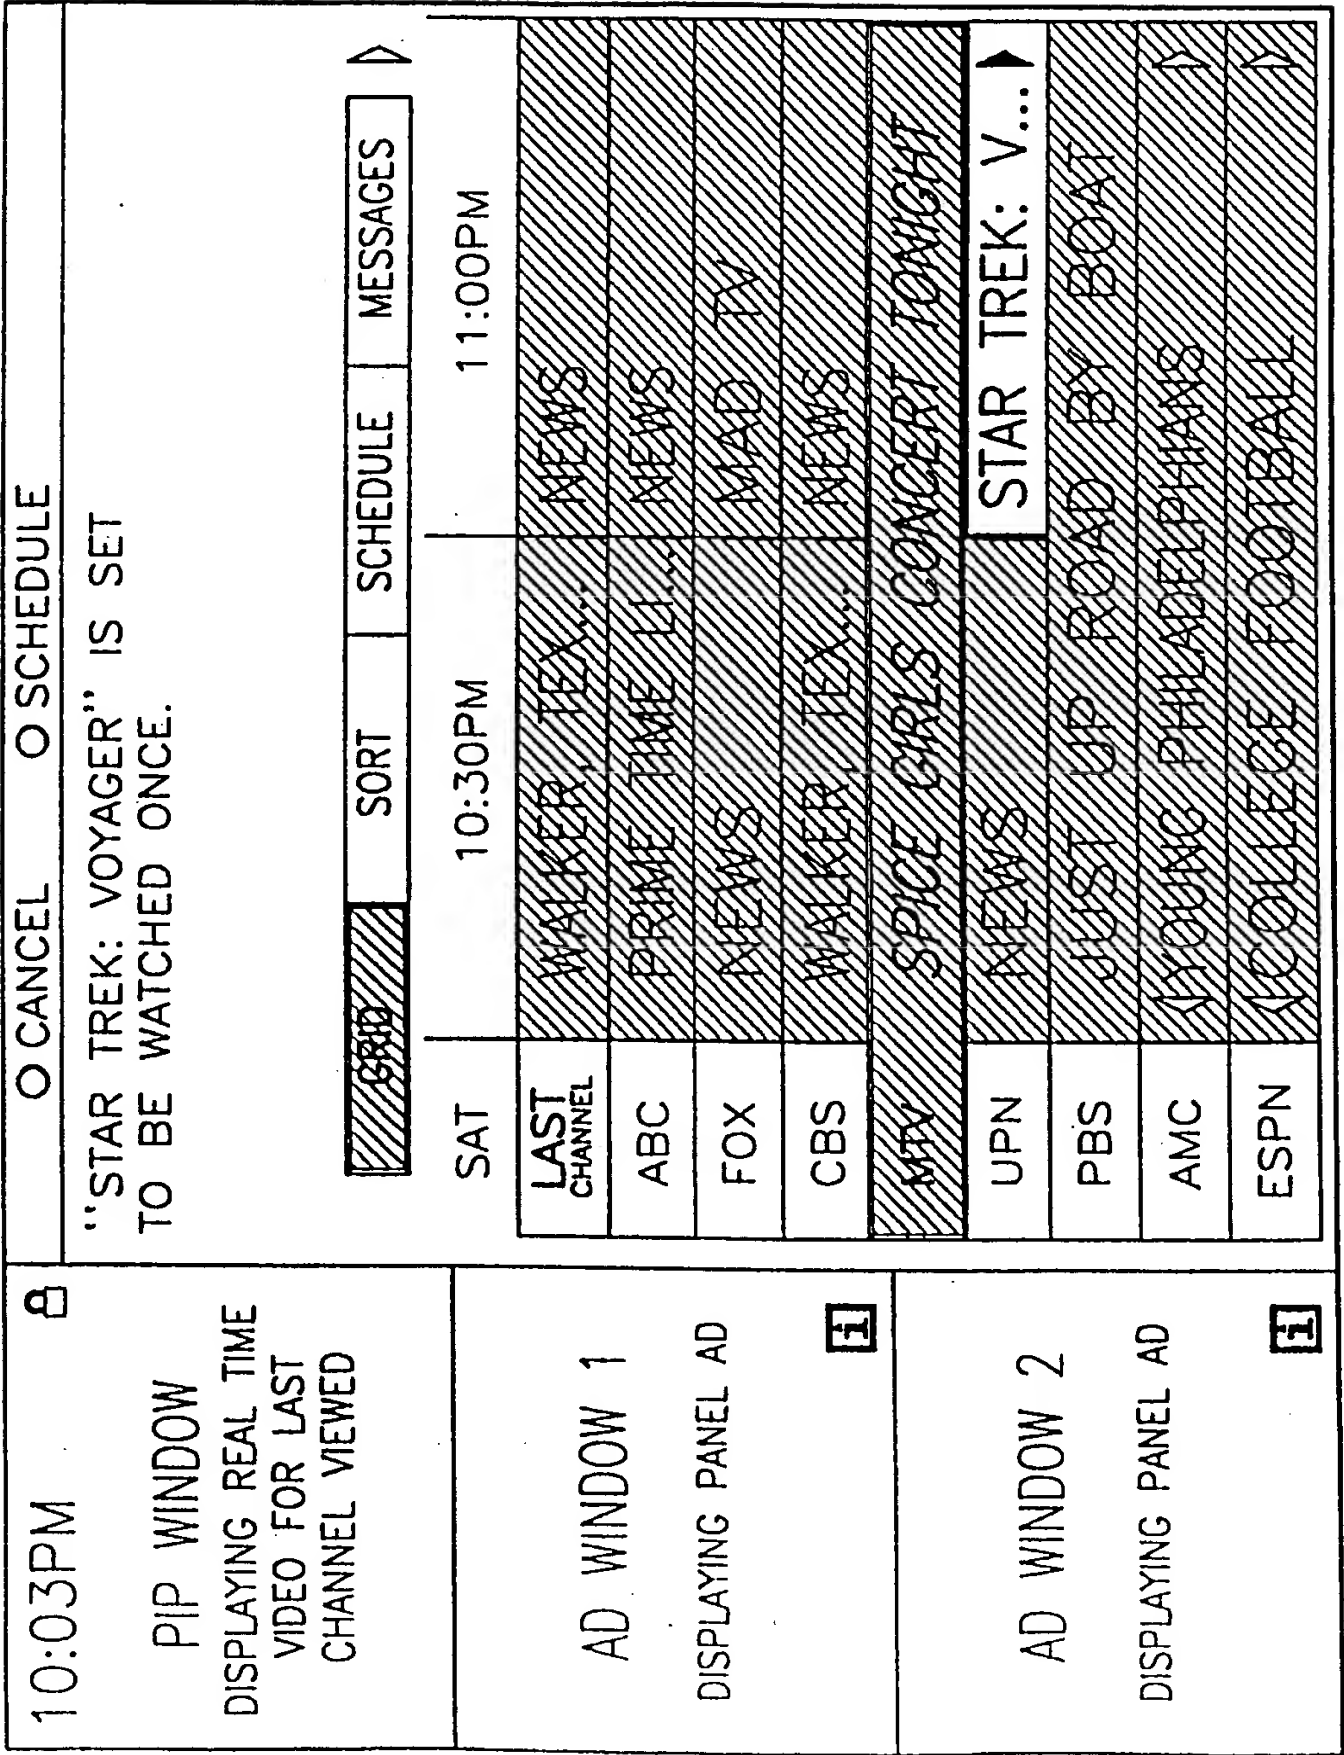 10:03PM
PIP WINDOW
DISPLAYING REAL TIME
VIDEO FOR LAST
CHANNEL VIEWED
AD WINDOW 1
DISPLAYING PANEL AD
i
AD WINDOW 2
DISPLAYING PANEL AD
i
O CANCEL O SCHEDULE
"STAR TREK: VOYAGER" IS SET
TO BE WATCHED ONCE.
GRID SORT SCHEDULE MESSAGES
SAT 10:30PM 11:00PM
LAST CHANNEL WALKER, TEX... NEWS
ABC PRIME TIME LI... NEWS
FOX NEWS MAD TV
CBS WALKER, TEX... NEWS
MTV SPICE GIRLS CONCERT TONIGHT
UPN NEWS STAR TREK: V...
PBS JUST UP ROAD BY BOAT
AMC YOUNG PHILADELPHIANS
ESPN COLLEGE FOOTBALL